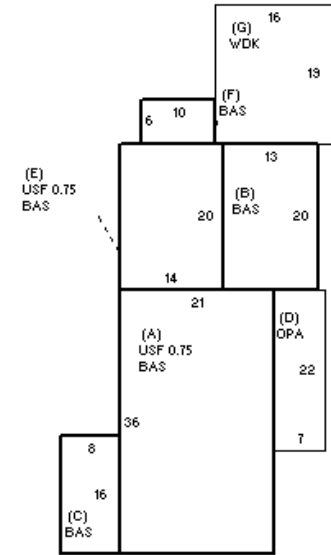 16
(G)
WDK
19
(F)
BAS
10
6
13
(E)
USF 0.75
BAS
(B)
BAS
20
20
14
21
(D)
OPA
(A)
USF 0.75
BAS
22
36
7
8
16
(C)
BAS